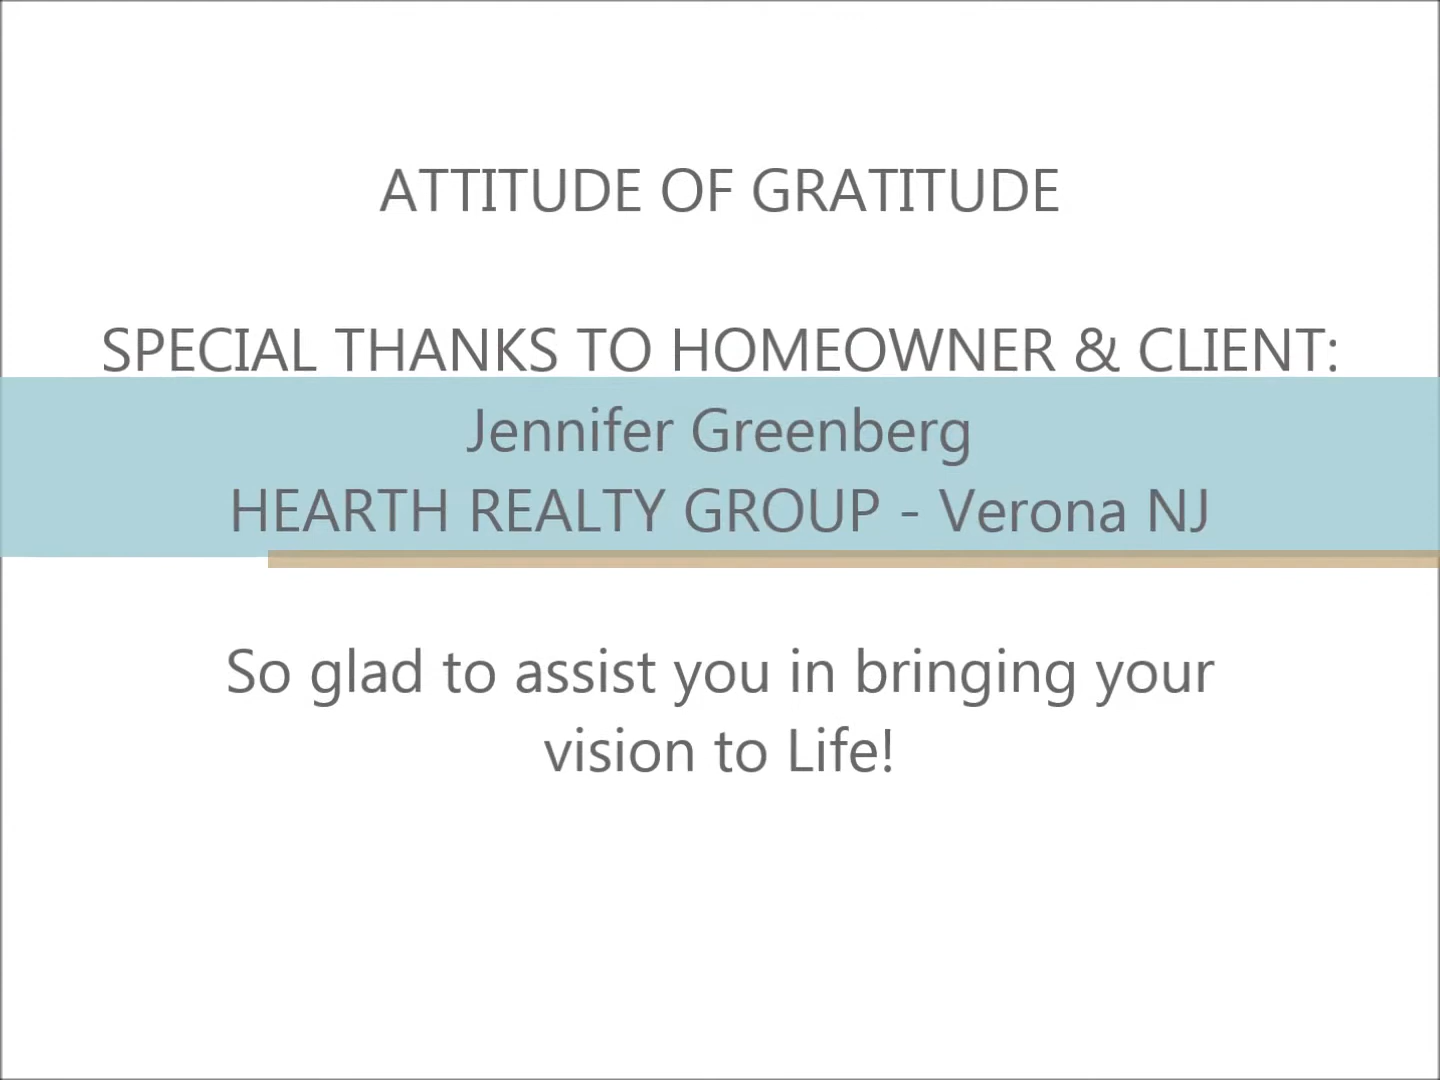 ATTITUDE OF GRATITUDE
SPECIAL THANKS TO HOMEOWNER & CLIENT:
Jennifer Greenberg
HEARTH REALTY GROUP - Verona NJ
So glad to assist you in bringing your
vision to Life!